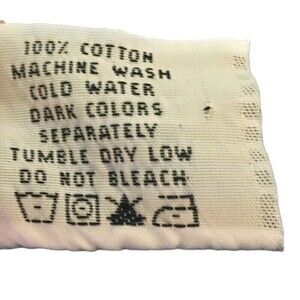 100% COTTON
MACHINE WASH
COLD WATER
DARK COLORS
SEPARATELY
TUMBLE DRY LOW
DO NOT BLEACH